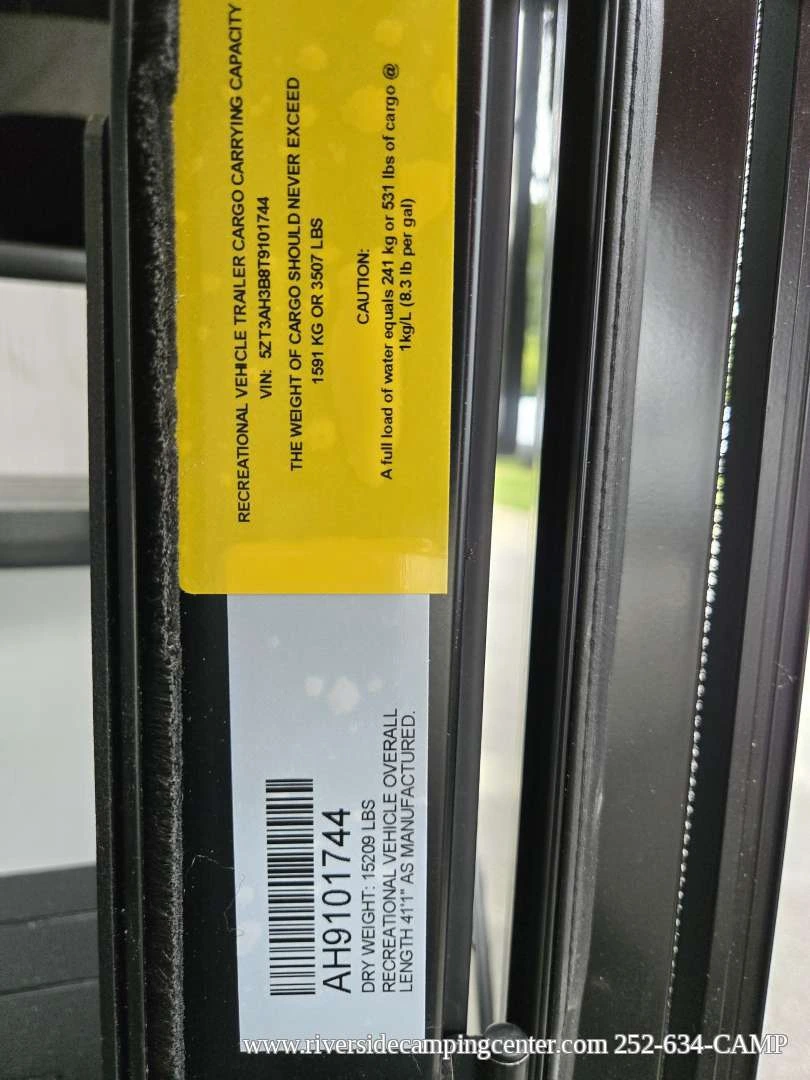 RECREATIONAL VEHICLE TRAILER CARGO CARRYING CAPACITY
VIN: 5ZT3AH3B8T9101744
THE WEIGHT OF CARGO SHOULD NEVER EXCEED
1591 KG OR 3507 LBS
CAUTION:
A full load of water equals 241 kg or 531 lbs of cargo @
1kg/L (8.3 lb per gal)
AH9101744
DRY WEIGHT: 15209 LBS
RECREATIONAL VEHICLE OVERALL
LENGTH 41'1" AS MANUFACTURED.
www.riversidecampingcenter.com 252-634-CAMP